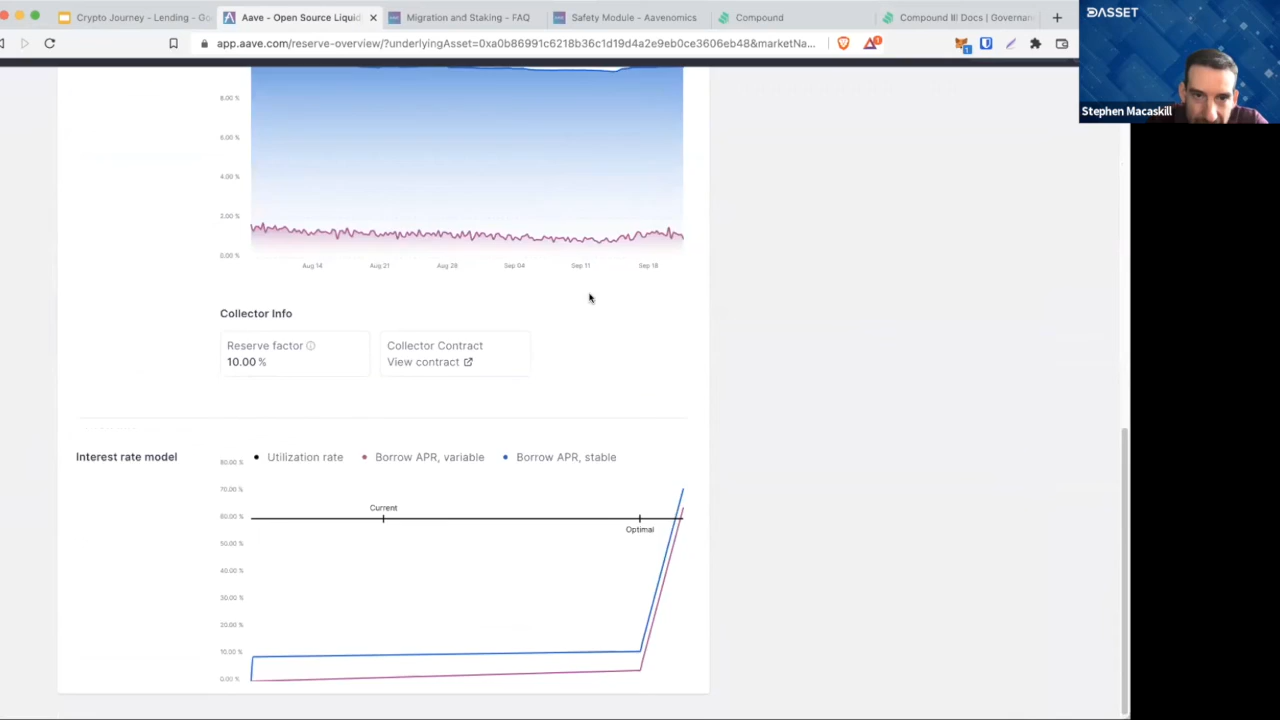 Crypto Journey - Lending - Go
Aave - Open Source Liquid
Migration and Staking - FAQ
Safety Module - Aavenomics
Compound
Compound III Docs | Governan
app.aave.com/reserve-overview/?underlyingAsset=0xa0b86991c6218b36c1d19d4a2e9eb0ce3606eb48&marketNa...
DASSET
Stephen Macaskill
8.00 %
6.00 %
4.00 %
2.00 %
0.00 %
Aug 14
Aug 21
Aug 28
Sep 04
Sep 11
Sep 18
Collector Info
Reserve factor
10.00 %
Collector Contract
View contract
Interest rate model
Utilization rate
Borrow APR, variable
Borrow APR, stable
80.00 %
70.00 %
60.00 %
50.00 %
40.00 %
30.00 %
20.00 %
10.00 %
0.00 %
Current
Optimal